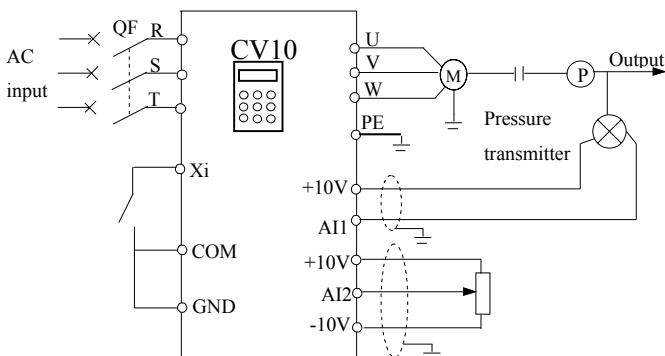 AC
input
QF
R
S
T
CV10
U
V
W
PE
M
P
Output
Pressure
transmitter
Xi
COM
GND
+10V
AI1
+10V
AI2
-10V